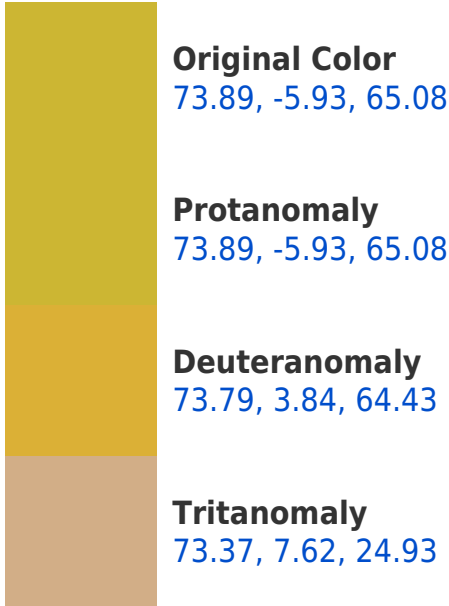 Original Color
73.89, -5.93, 65.08
Protanomaly
73.89, -5.93, 65.08
Deuteranomaly
73.79, 3.84, 64.43
Tritanomaly
73.37, 7.62, 24.93